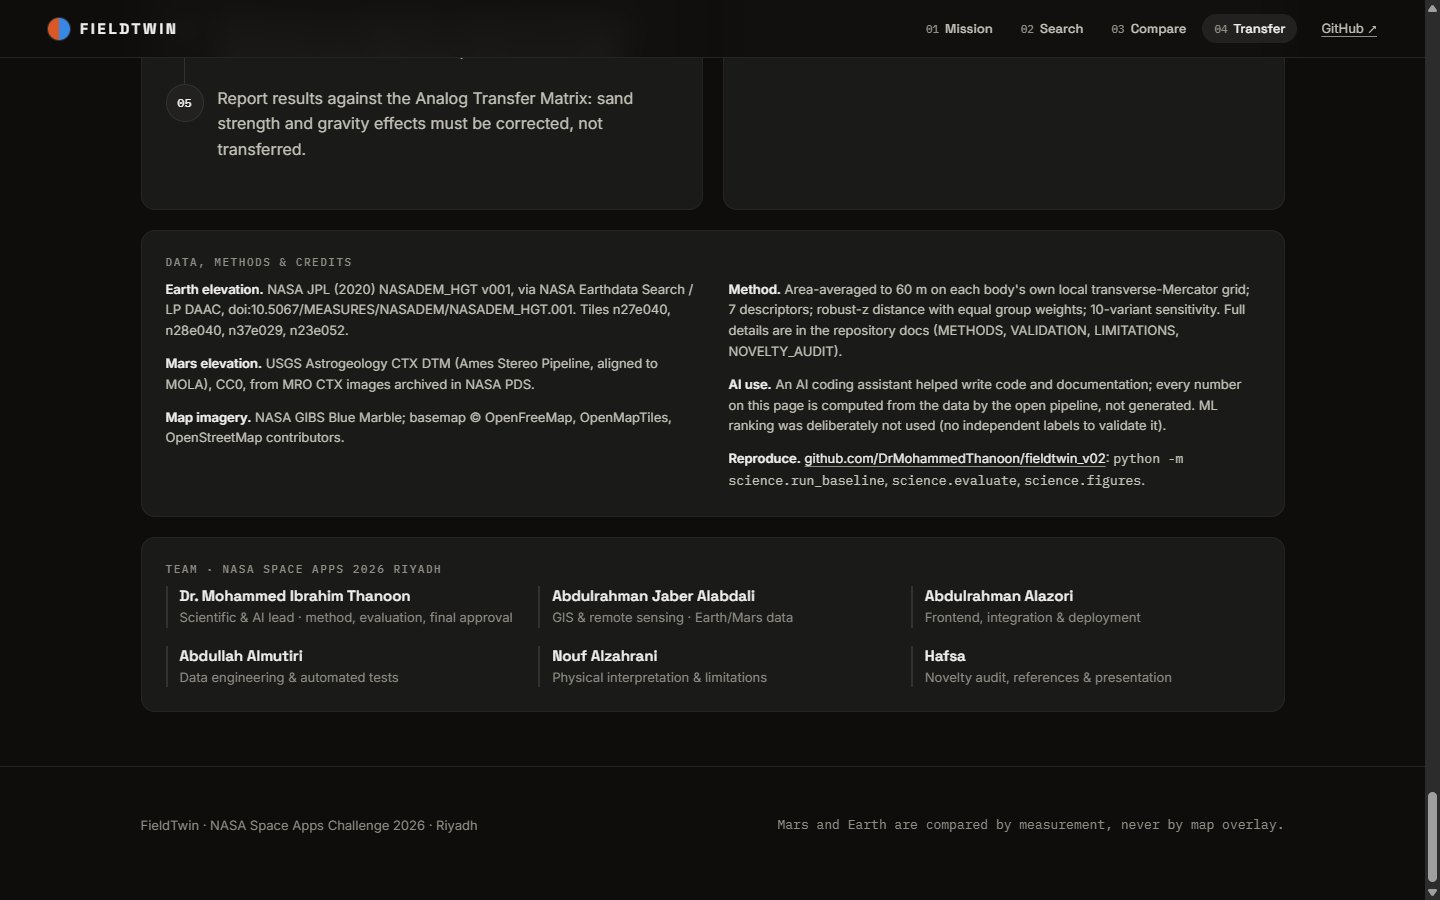 FIELDTWIN
01 Mission
02 Search
03 Compare
04 Transfer
GitHub ↗
05
Report results against the Analog Transfer Matrix: sand
strength and gravity effects must be corrected, not
transferred.
DATA, METHODS & CREDITS
Earth elevation. NASA JPL (2020) NASADEM_HGT v001, via NASA Earthdata Search /
LP DAAC, doi:10.5067/MEASURES/NASADEM/NASADEM_HGT.001. Tiles n27e040,
n28e040, n37e029, n23e052.
Mars elevation. USGS Astrogeology CTX DTM (Ames Stereo Pipeline, aligned to
MOLA), CC0, from MRO CTX images archived in NASA PDS.
Map imagery. NASA GIBS Blue Marble; basemap © OpenFreeMap, OpenMapTiles,
OpenStreetMap contributors.
Method. Area-averaged to 60 m on each body's own local transverse-Mercator grid;
7 descriptors; robust-z distance with equal group weights; 10-variant sensitivity. Full
details are in the repository docs (METHODS, VALIDATION, LIMITATIONS,
NOVELTY_AUDIT).
AI use. An AI coding assistant helped write code and documentation; every number
on this page is computed from the data by the open pipeline, not generated. ML
ranking was deliberately not used (no independent labels to validate it).
Reproduce. github.com/DrMohammedThanoon/fieldtwin_v02: python -m
science.run_baseline, science.evaluate, science.figures.
TEAM · NASA SPACE APPS 2026 RIYADH
Dr. Mohammed Ibrahim Thanoon
Scientific & AI lead · method, evaluation, final approval
Abdulrahman Jaber Alabdali
GIS & remote sensing · Earth/Mars data
Abdulrahman Alazori
Frontend, integration & deployment
Abdullah Almutiri
Data engineering & automated tests
Nouf Alzahrani
Physical interpretation & limitations
Hafsa
Novelty audit, references & presentation
FieldTwin · NASA Space Apps Challenge 2026 · Riyadh
Mars and Earth are compared by measurement, never by map overlay.